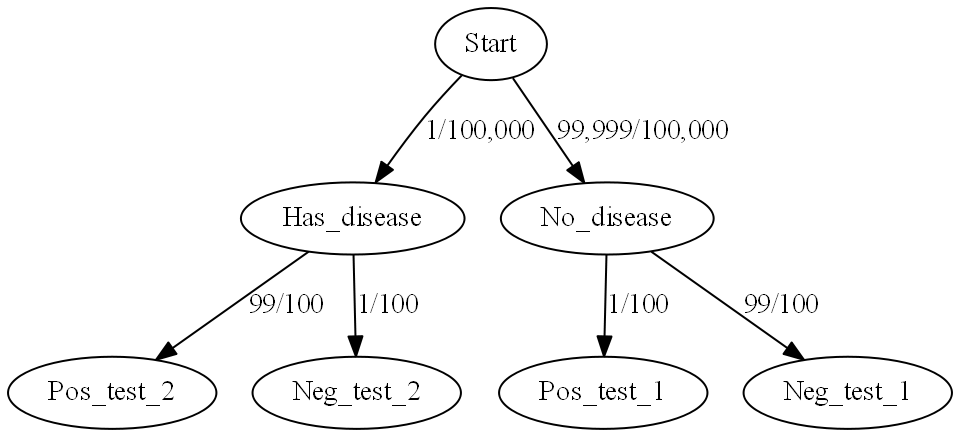 Start
1/100,000
99,999/100,000
Has_disease
No_disease
99/100
1/100
1/100
99/100
Pos_test_2
Neg_test_2
Pos_test_1
Neg_test_1